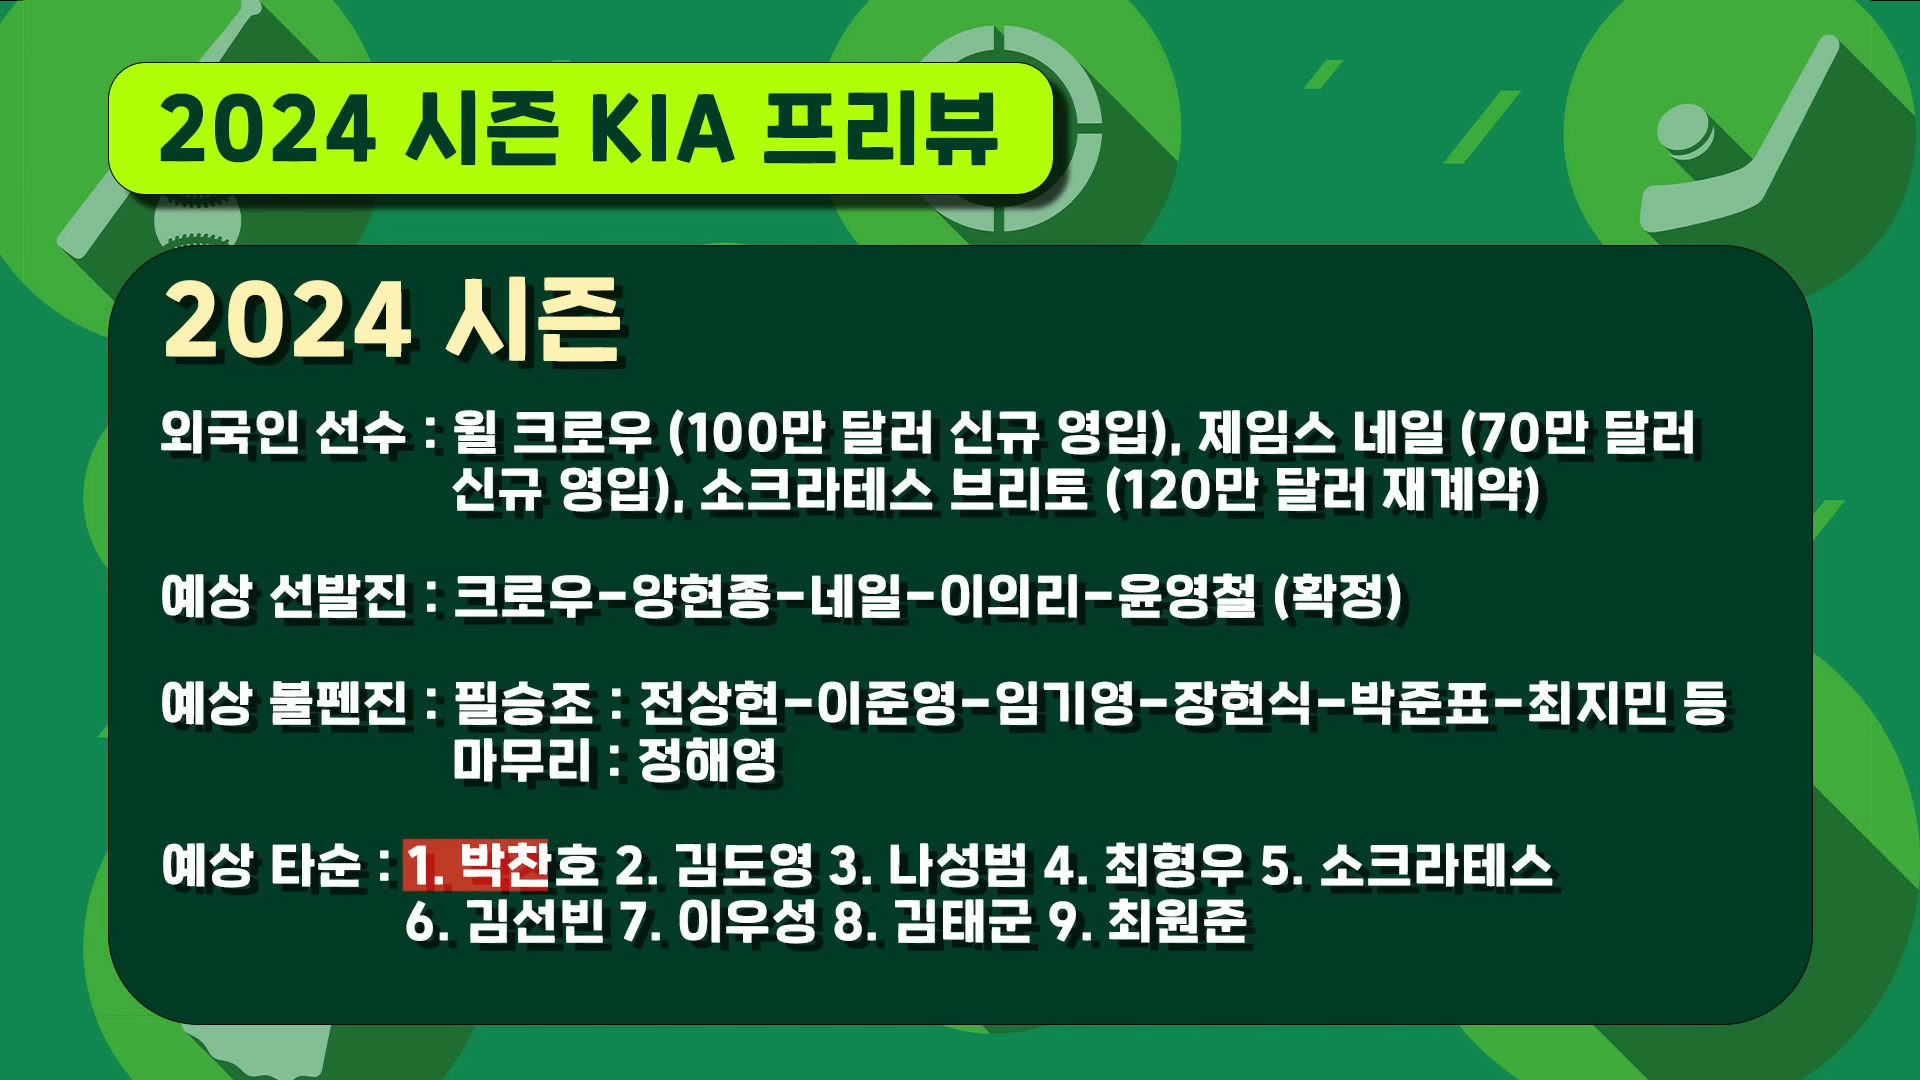 2024 시즌 KIA 프리뷰
2024 시즌
외국인 선수 : 윌 크로우 (100만 달러 신규 영입), 제임스 네일 (70만 달러
신규 영입), 소크라테스 브리토 (120만 달러 재계약)
예상 선발진 : 크로우-양현종-네일-이의리-윤영철 (확정)
예상 불펜진 : 필승조 : 전상현-이준영-임기영-장현식-박준표-최지민 등
마무리 : 정해영
예상 타순 : 1. 박찬호 2. 김도영 3. 나성범 4. 최형우 5. 소크라테스
6. 김선빈 7. 이우성 8. 김태군 9. 최원준